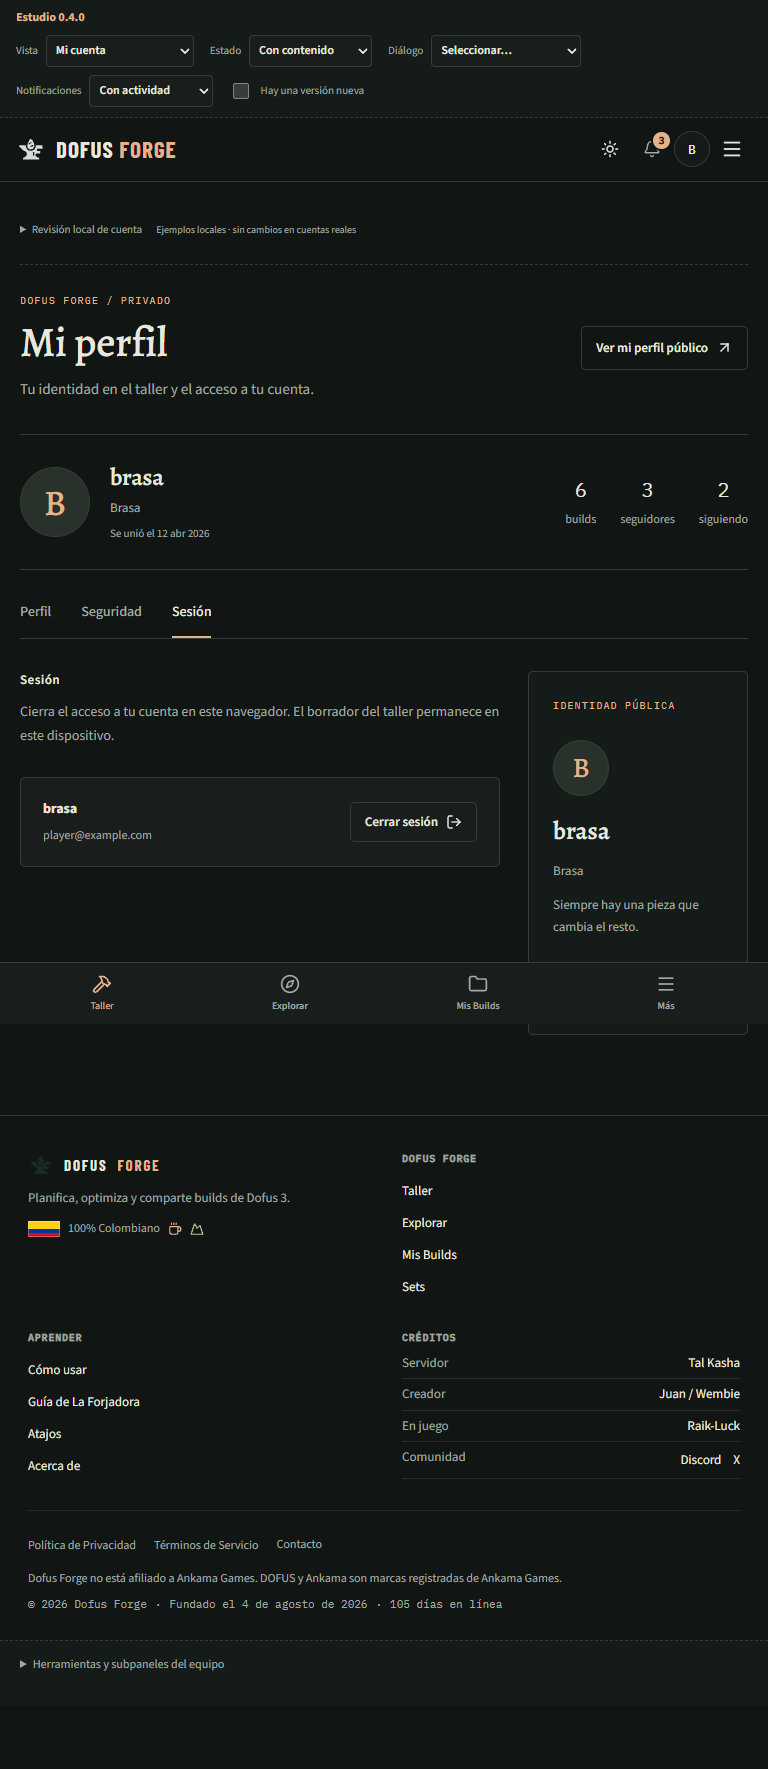 Estudio 0.4.0
Vista Mi cuenta Estado Con contenido Diálogo Seleccionar...
Notificaciones Con actividad Hay una versión nueva
DOFUS FORGE 3 B
Revisión local de cuenta Ejemplos locales · sin cambios en cuentas reales
DOFUS FORGE / PRIVADO
Mi perfil
Ver mi perfil público
Tu identidad en el taller y el acceso a tu cuenta.
B
brasa
Brasa
Se unió el 12 abr 2026
6 builds
3 seguidores
2 siguiendo
Perfil Seguridad Sesión
Sesión
Cierra el acceso a tu cuenta en este navegador. El borrador del taller permanece en
este dispositivo.
brasa
player@example.com
Cerrar sesión
IDENTIDAD PÚBLICA
B
brasa
Brasa
Siempre hay una pieza que
cambia el resto.
Taller Explorar Mis Builds Más
DOFUS FORGE
Planifica, optimiza y comparte builds de Dofus 3.
100% Colombiano
DOFUS FORGE
Taller
Explorar
Mis Builds
Sets
APRENDER
Cómo usar
Guía de La Forjadora
Atajos
Acerca de
CRÉDITOS
Servidor Tal Kasha
Creador Juan / Wembie
En juego Raik-Luck
Comunidad Discord X
Política de Privacidad Términos de Servicio Contacto
Dofus Forge no está afiliado a Ankama Games. DOFUS y Ankama son marcas registradas de Ankama Games.
© 2026 Dofus Forge · Fundado el 4 de agosto de 2026 · 105 días en línea
Herramientas y subpaneles del equipo